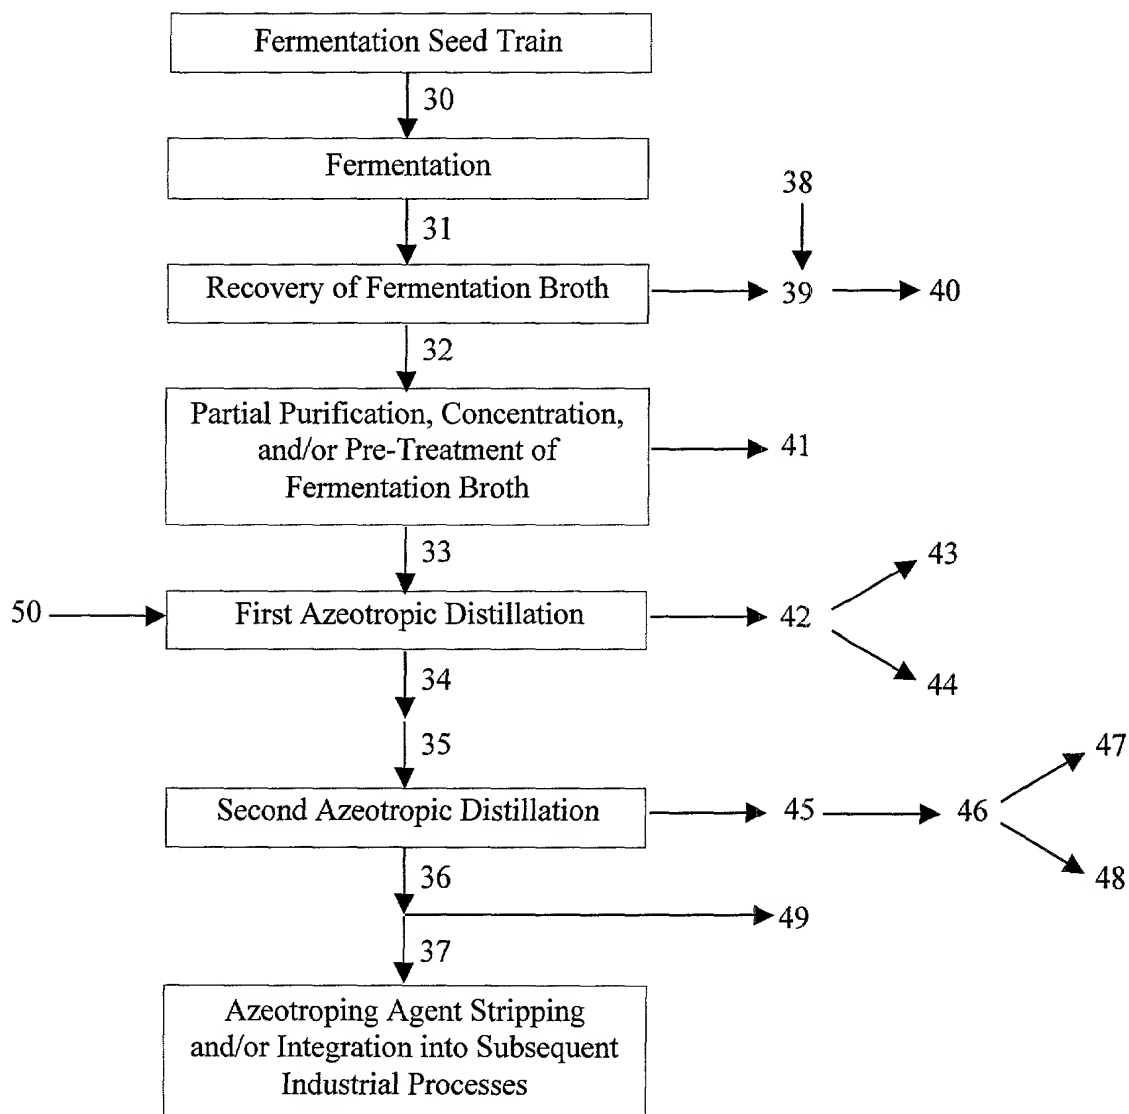 Fermentation Seed Train
30
Fermentation
38
31
Recovery of Fermentation Broth
39
40
32
Partial Purification, Concentration,
and/or Pre-Treatment of
Fermentation Broth
41
33
43
50
First Azeotropic Distillation
42
34
44
35
47
Second Azeotropic Distillation
45
46
36
48
49
37
Azeotroping Agent Stripping
and/or Integration into Subsequent
Industrial Processes